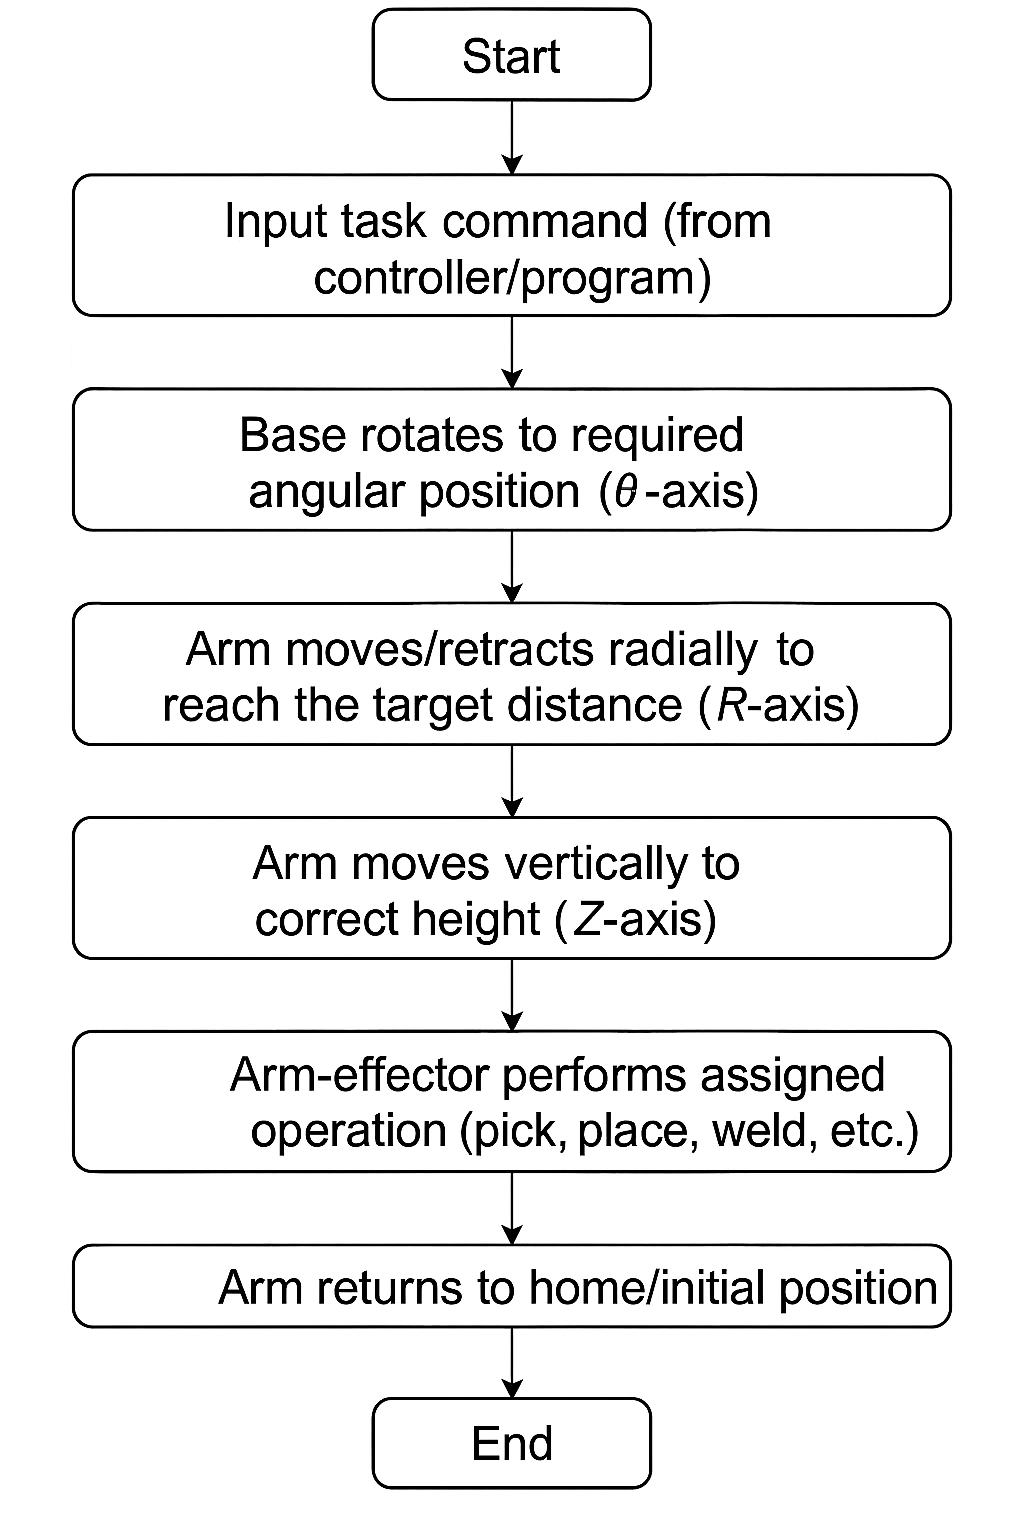 Start
Input task command (from
controller/program)
Base rotates to required
angular position (θ-axis)
Arm moves/retracts radially to
reach the target distance (R-axis)
Arm moves vertically to
correct height (Z-axis)
Arm-effector performs assigned
operation (pick, place, weld, etc.)
Arm returns to home/initial position
End